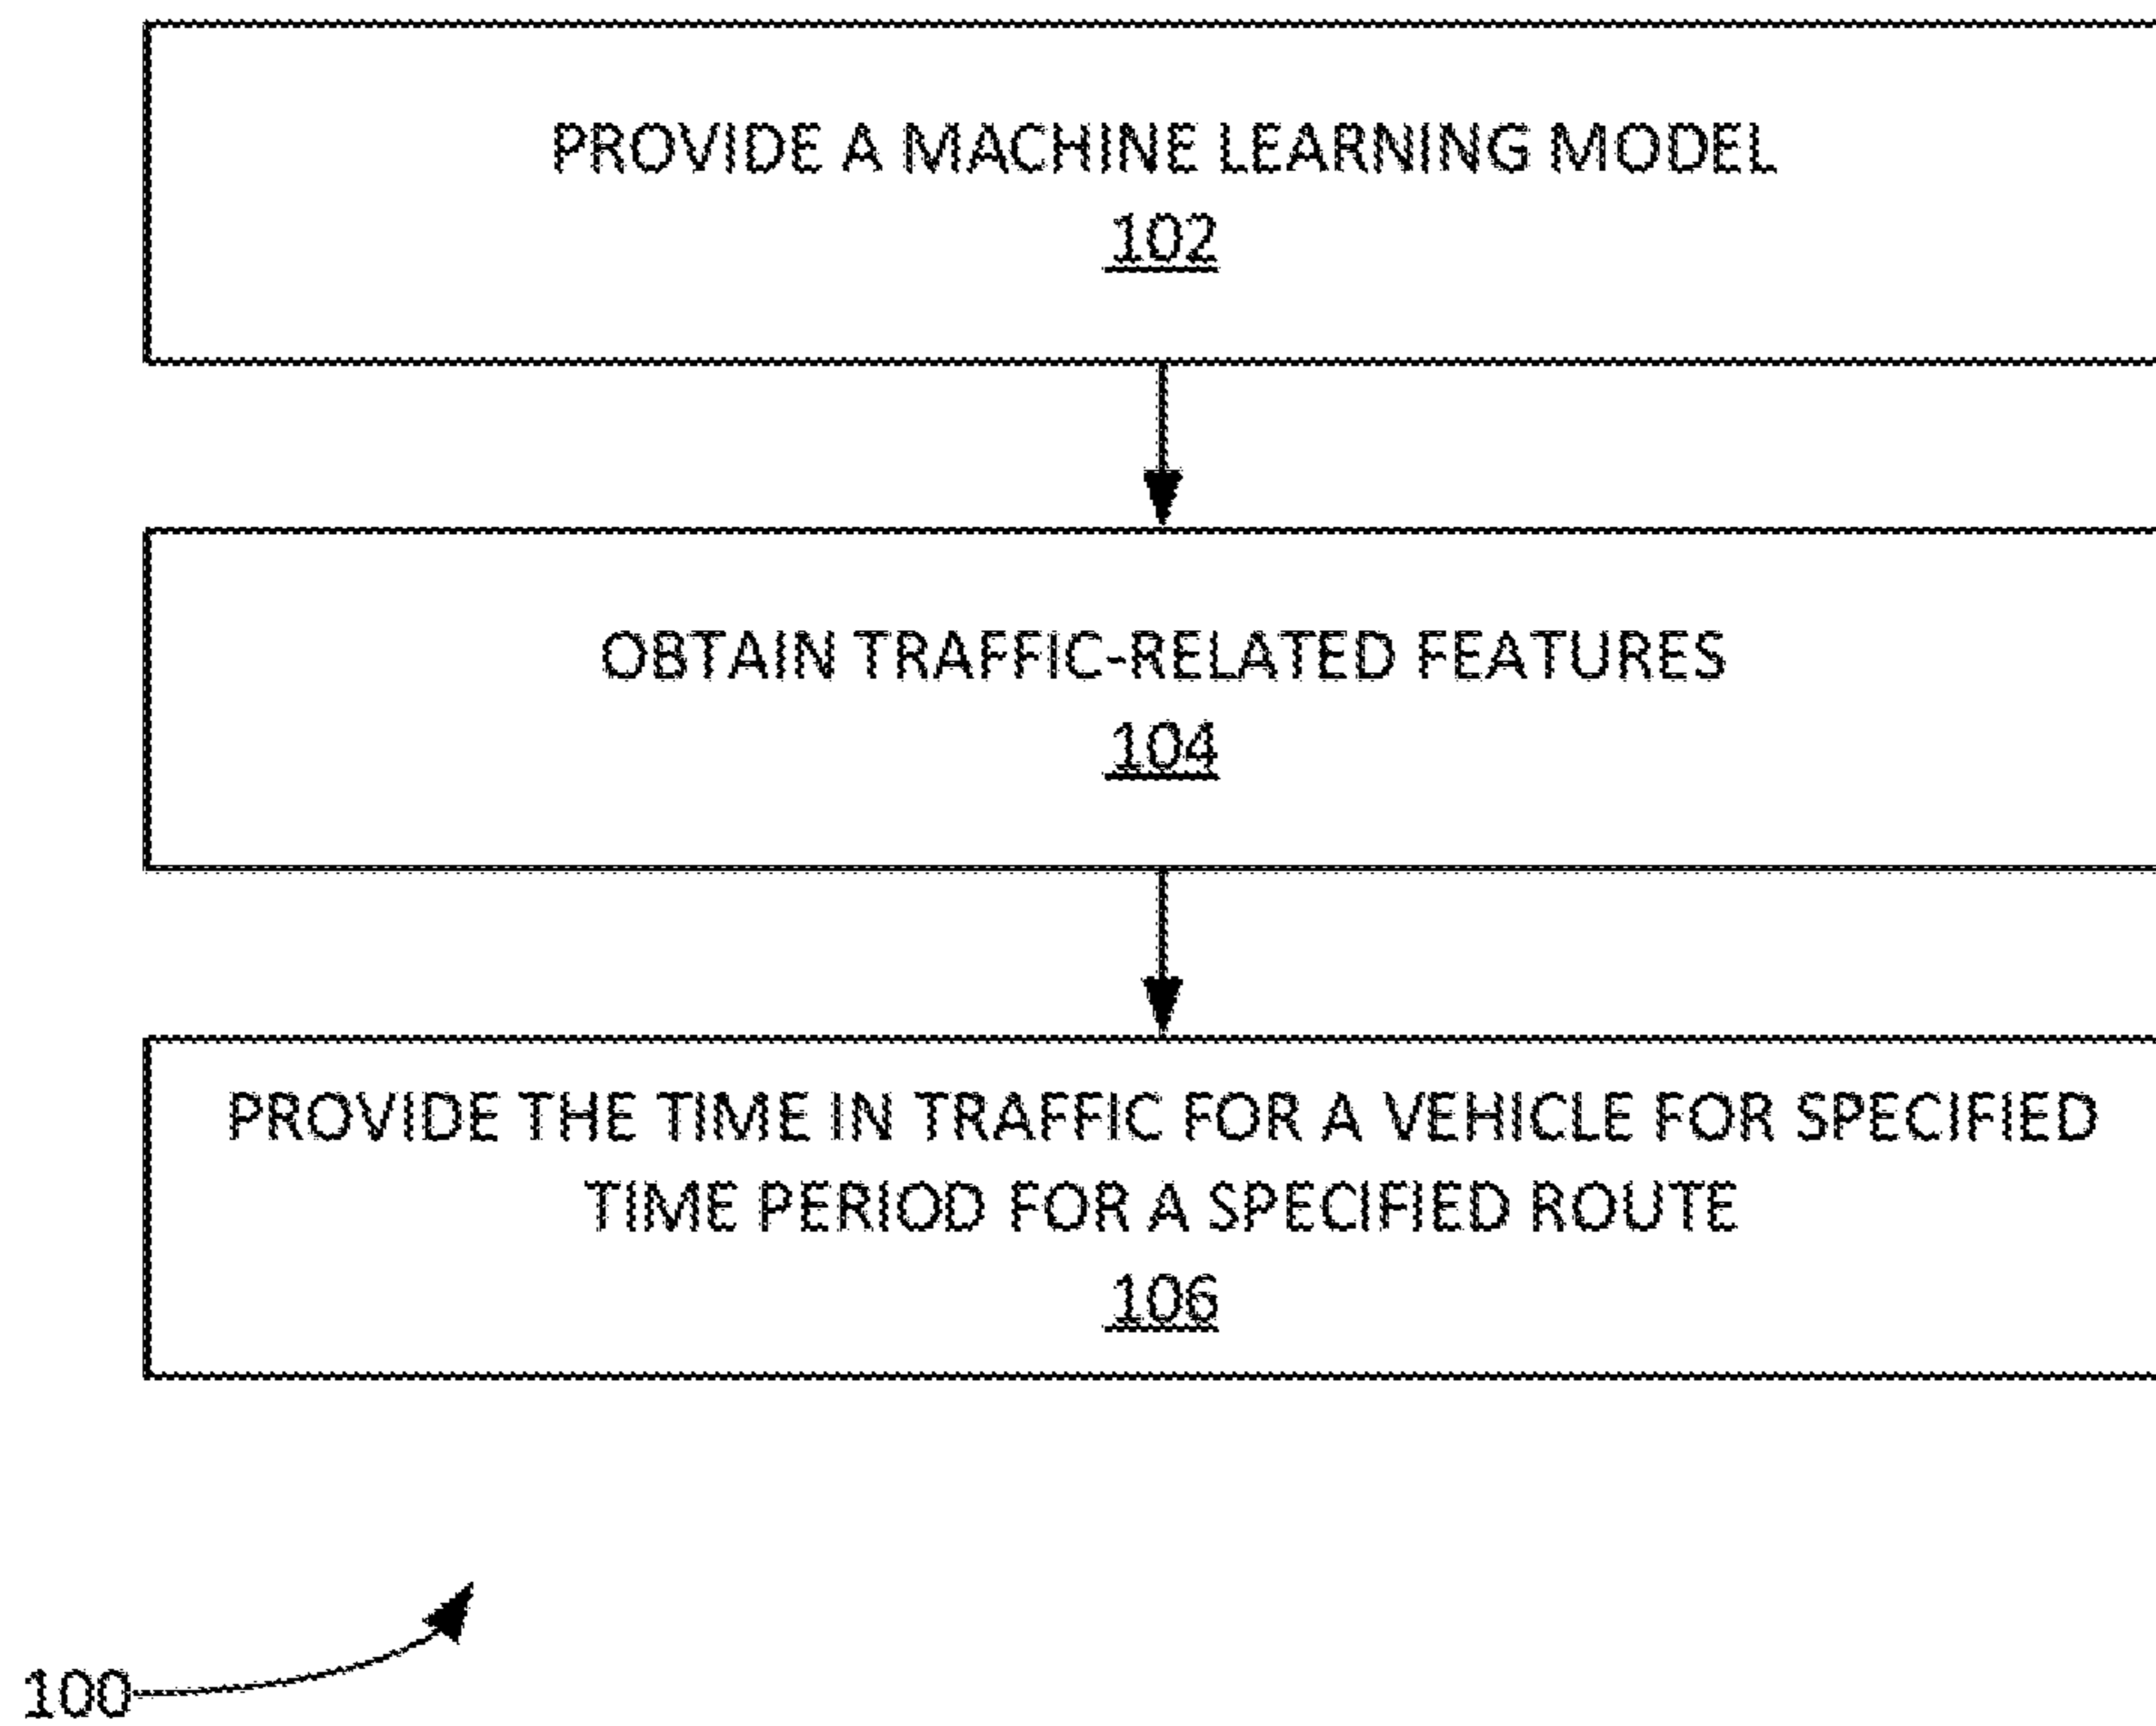 PROVIDE A MACHINE LEARNING MODEL
102
OBTAIN TRAFFIC-RELATED FEATURES
104
PROVIDE THE TIME IN TRAFFIC FOR A VEHICLE FOR SPECIFIED
TIME PERIOD FOR A SPECIFIED ROUTE
106
100